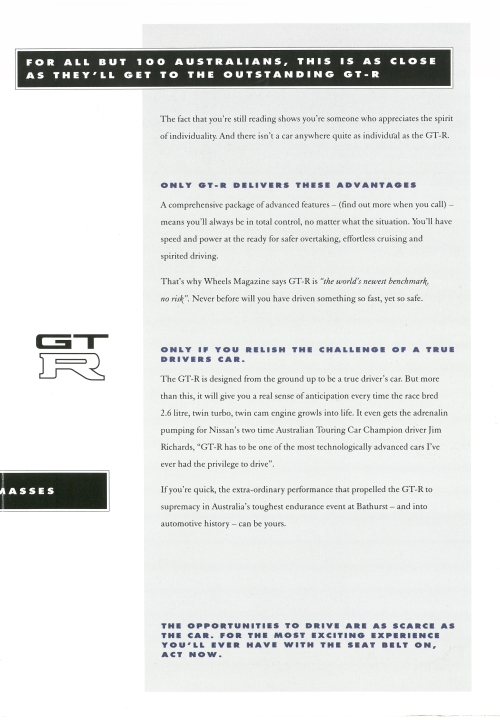 FOR ALL BUT 100 AUSTRALIANS, THIS IS AS CLOSE
AS THEY'LL GET TO THE OUTSTANDING GT-R
The fact that you're still reading shows you're someone who appreciates the spirit
of individuality. And there isn't a car anywhere quite as individual as the GT-R.
ONLY GT-R DELIVERS THESE ADVANTAGES
A comprehensive package of advanced features – (find out more when you call) –
means you'll always be in total control, no matter what the situation. You'll have
speed and power at the ready for safer overtaking, effortless cruising and
spirited driving.
That's why Wheels Magazine says GT-R is "the world's newest benchmark,
no risk". Never before will you have driven something so fast, yet so safe.
GT
R
ONLY IF YOU RELISH THE CHALLENGE OF A TRUE
DRIVERS CAR.
The GT-R is designed from the ground up to be a true driver's car. But more
than this, it will give you a real sense of anticipation every time the race bred
2.6 litre, twin turbo, twin cam engine growls into life. It even gets the adrenalin
pumping for Nissan's two time Australian Touring Car Champion driver Jim
Richards, "GT-R has to be one of the most technologically advanced cars I've
ever had the privilege to drive".
MASSES
If you're quick, the extra-ordinary performance that propelled the GT-R to
supremacy in Australia's toughest endurance event at Bathurst – and into
automotive history – can be yours.
THE OPPORTUNITIES TO DRIVE ARE AS SCARCE AS
THE CAR. FOR THE MOST EXCITING EXPERIENCE
YOU'LL EVER HAVE WITH THE SEAT BELT ON,
ACT NOW.